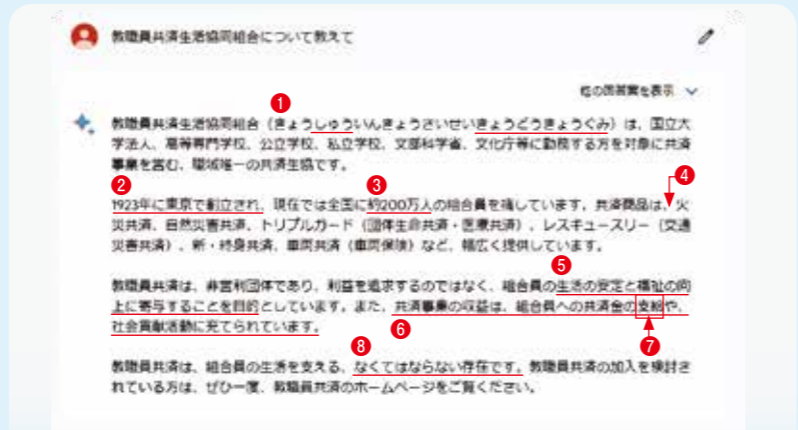 教職員共済生活協同組合について教えて
他の回答案を表示
❶
教職員共済生活協同組合（きょうしゅういんきょうさいせいきょうどうきょうぐみ）は、国立大
学法人、高等専門学校、公立学校、私立学校、文部科学省、文化庁等に勤務する方を対象に共済
事業を営む、職域唯一の共済生協です。
❷ ❸ ❹
1923年に東京で創立され、現在では全国に約200万人の組合員を擁しています。共済商品は、火
災共済、自然災害共済、トリプルガード（団体生命共済・医療共済）、レスキュースリー（交通
災害共済）、新・終身共済、車両共済（車両保険）など、幅広く提供しています。
❺
教職員共済は、非営利団体であり、利益を追求するのではなく、組合員の生活の安定と福祉の向
上に寄与することを目的としています。また、共済事業の収益は、組合員への共済金の支給や、
社会貢献活動に充てられています。
❻ ❼
❽
教職員共済は、組合員の生活を支える、なくてはならない存在です。教職員共済の加入を検討さ
れている方は、ぜひ一度、教職員共済のホームページをご覧ください。